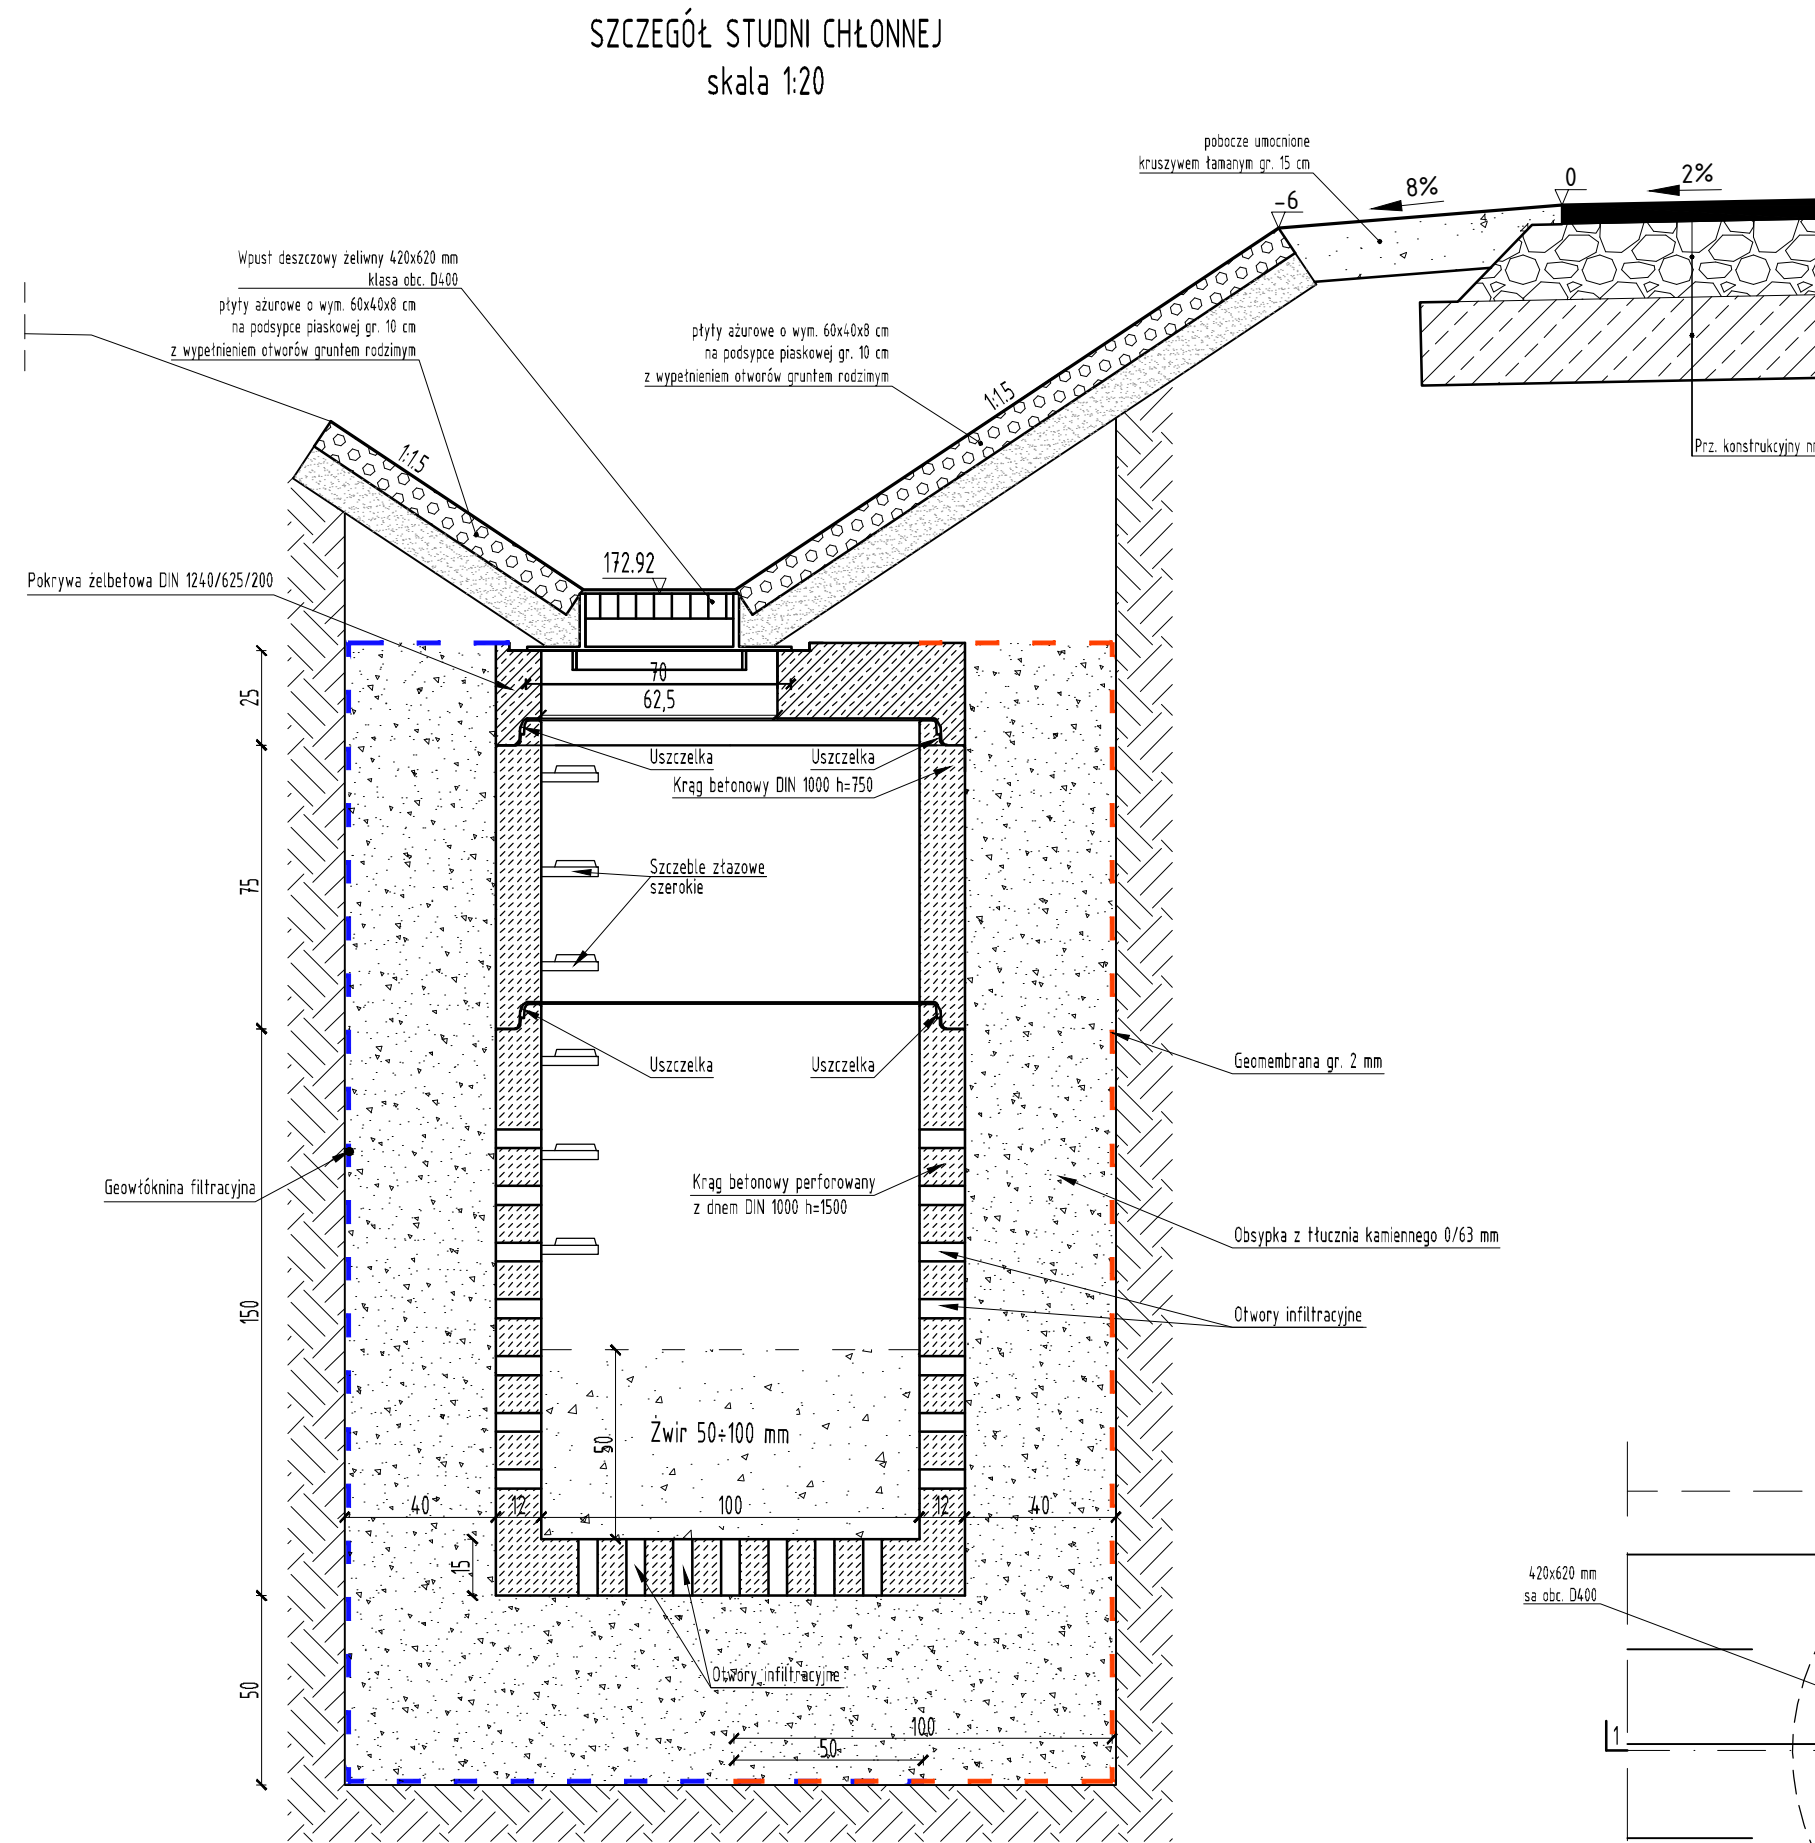 SZCZEGÓŁ STUDNI CHŁONNEJ
skala 1:20
pobocze umocnione
kruszywem łamanym gr. 15 cm
8%
-6
0
2%
Wpust deszczowy żeliwny 420x620 mm
klasa obc. D400
płyty ażurowe o wym. 60x40x8 cm
na podsypce piaskowej gr. 10 cm
z wypełnieniem otworów gruntem rodzimym
płyty ażurowe o wym. 60x40x8 cm
na podsypce piaskowej gr. 10 cm
z wypełnieniem otworów gruntem rodzimym
1:1.5
1:1.5
Prz. konstrukcyjny
172.92
Pokrywa żelbetowa DIN 1240/625/200
70
62,5
25
Uszczelka
Uszczelka
Krąg betonowy DIN 1000 h=750
75
Szczeble złazowe
szerokie
Uszczelka
Uszczelka
Geomembrana gr. 2 mm
Geowłóknina filtracyjna
Krąg betonowy perforowany
z dnem DIN 1000 h=1500
Obsypka z tłucznia kamiennego 0/63 mm
Otwory infiltracyjne
150
50
Żwir 50÷100 mm
40
12
100
12
40
15
Otwory infiltracyjne
50
100
50
420x620 mm
sa obc. D400
1